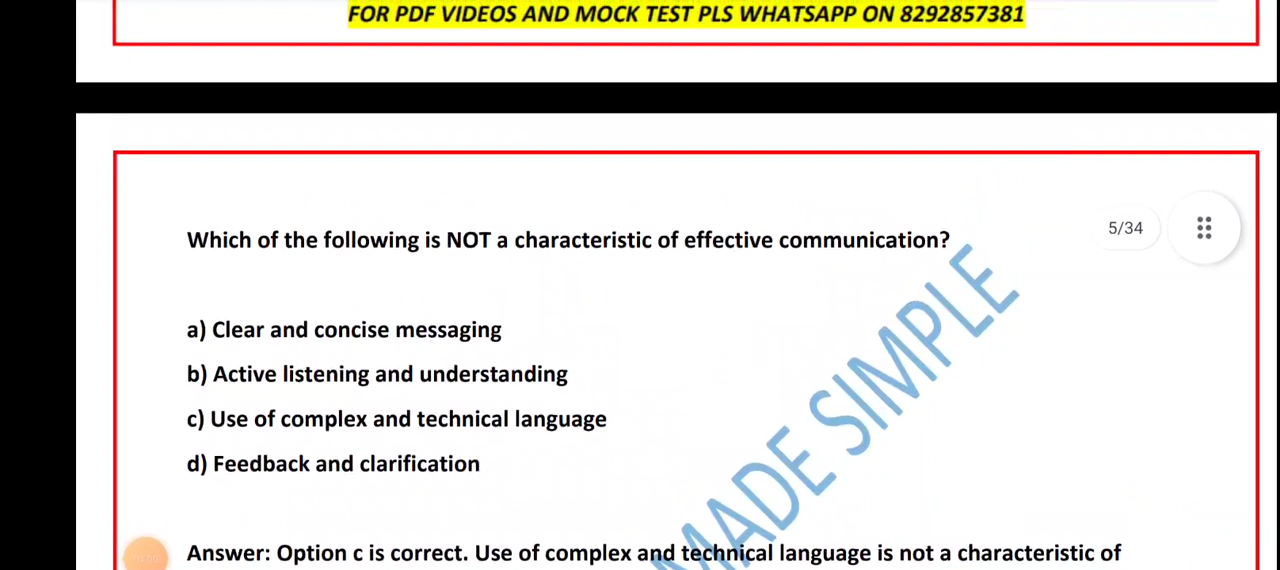 FOR PDF VIDEOS AND MOCK TEST PLS WHATSAPP ON 8292857381
5/34
Which of the following is NOT a characteristic of effective communication?
a) Clear and concise messaging
b) Active listening and understanding
c) Use of complex and technical language
d) Feedback and clarification
MADE SIMPLE
Answer: Option c is correct. Use of complex and technical language is not a characteristic of